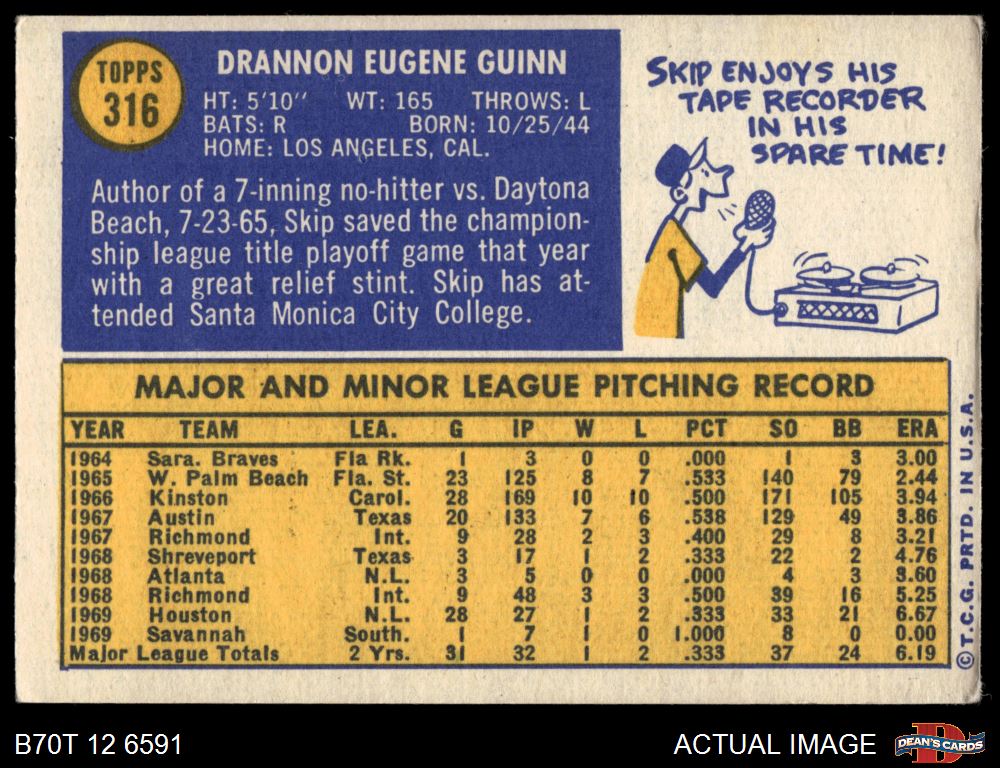 TOPPS
316
DRANNON EUGENE GUINN
HT: 5'10" WT: 165 THROWS: L
BATS: R BORN: 10/25/44
HOME: LOS ANGELES, CAL.
Author of a 7-inning no-hitter vs. Daytona
Beach, 7-23-65, Skip saved the champion-
ship league title playoff game that year
with a great relief stint. Skip has at-
tended Santa Monica City College.
SKIP ENJOYS HIS
TAPE RECORDER
IN HIS
SPARE TIME!
MAJOR AND MINOR LEAGUE PITCHING RECORD
YEAR TEAM LEA. G IP W L PCT SO BB ERA
1964 Sara. Braves Fla Rk. 1 3 0 0 .000 1 3 3.00
1965 W. Palm Beach Fla. St. 23 125 8 7 .533 140 79 2.44
1966 Kinston Carol. 28 169 10 10 .500 171 105 3.94
1967 Austin Texas 20 133 7 6 .538 129 49 3.86
1967 Richmond Int. 9 28 2 3 .400 29 8 3.21
1968 Shreveport Texas 3 17 1 2 .333 22 2 4.76
1968 Atlanta N.L. 3 5 0 0 .000 4 3 3.60
1968 Richmond Int. 9 48 3 3 .500 39 16 5.25
1969 Houston N.L. 28 27 1 2 .333 33 21 6.67
1969 Savannah South. 1 7 1 0 1.000 8 0 0.00
Major League Totals 2 Yrs. 31 32 1 2 .333 37 24 6.19
© T.C.G. PRTD. IN U.S.A.
B70T 12 6591
ACTUAL IMAGE
D
DEAN'S CARDS